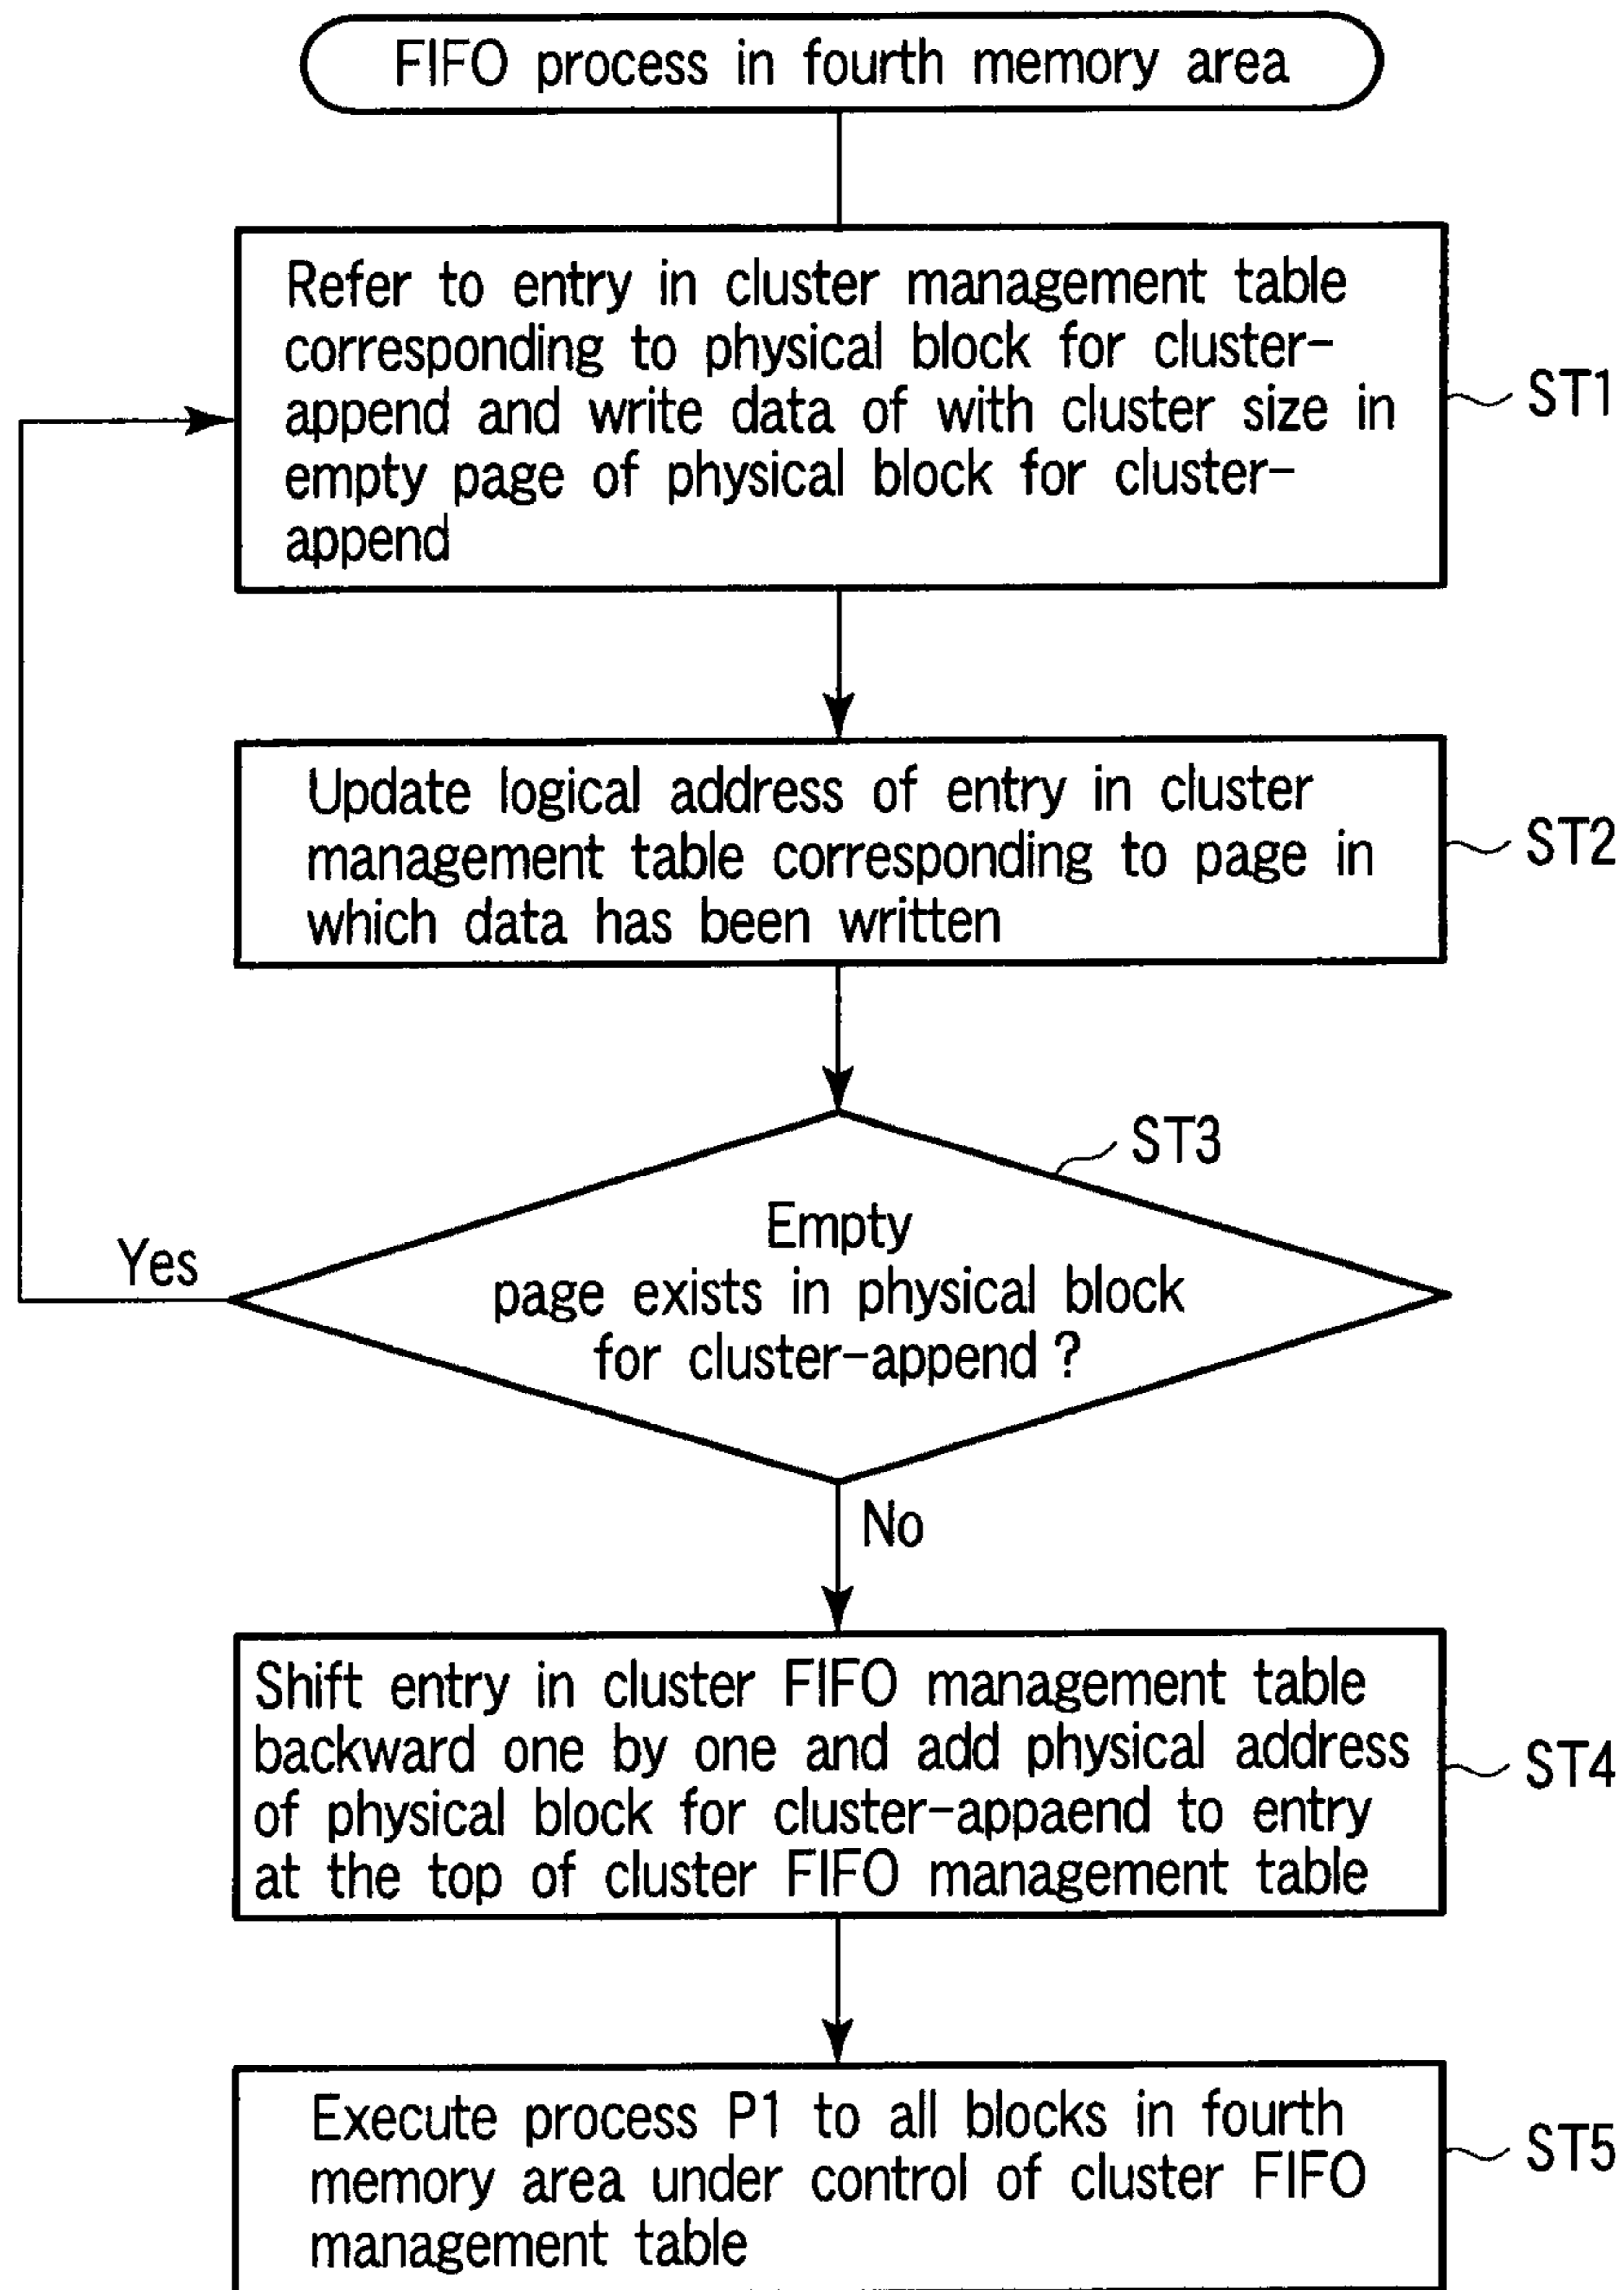 FIFO process in fourth memory area
Refer to entry in cluster management table
corresponding to physical block for cluster-
append and write data of with cluster size in
empty page of physical block for cluster-
append
ST1
Update logical address of entry in cluster
management table corresponding to page in
which data has been written
ST2
ST3
Empty
page exists in physical block
for cluster-append ?
Yes
No
Shift entry in cluster FIFO management table
backward one by one and add physical address
of physical block for cluster-appaend to entry
at the top of cluster FIFO management table
ST4
Execute process P1 to all blocks in fourth
memory area under control of cluster FIFO
management table
ST5